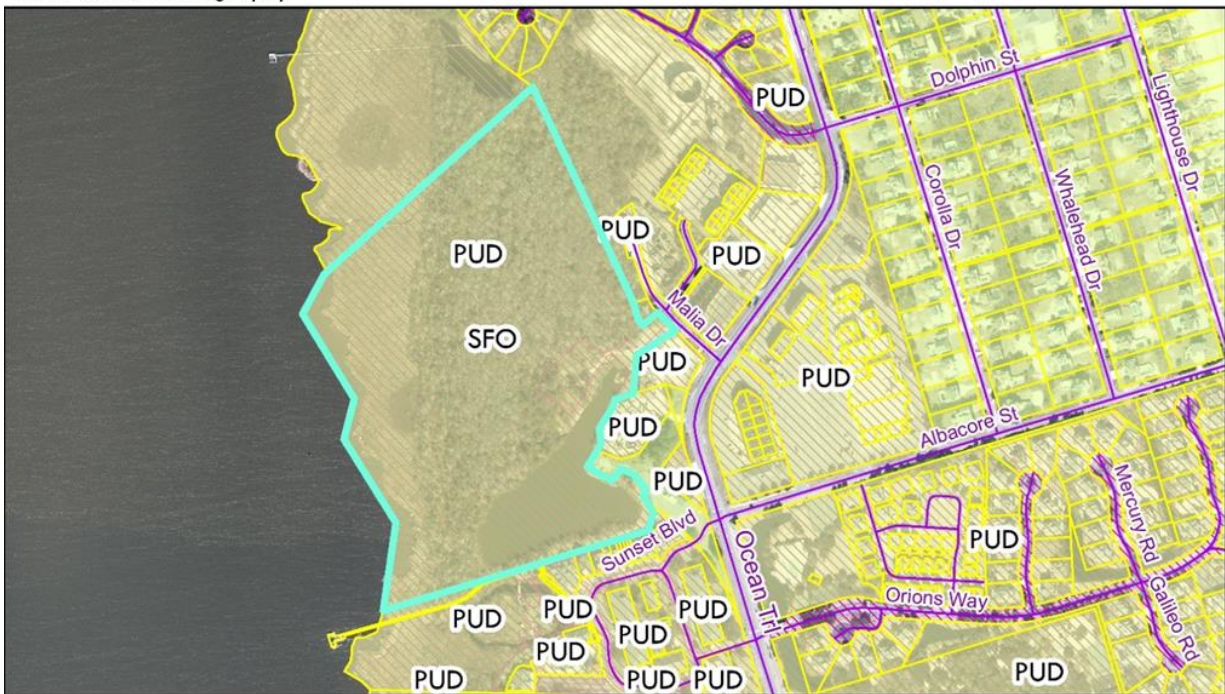 Dolphin St
PUD
Lighthouse Dr
Corolla Dr
Whalehead Dr
PUD
PUD
PUD
Malia Dr
SFO
PUD
PUD
PUD
Albacore St
PUD
Mercury Rd
Sunset Blvd
Ocean Trl
PUD
Orions Way
Galileo Rd
PUD
PUD
PUD
PUD
PUD
PUD
PUD
PUD
PUD